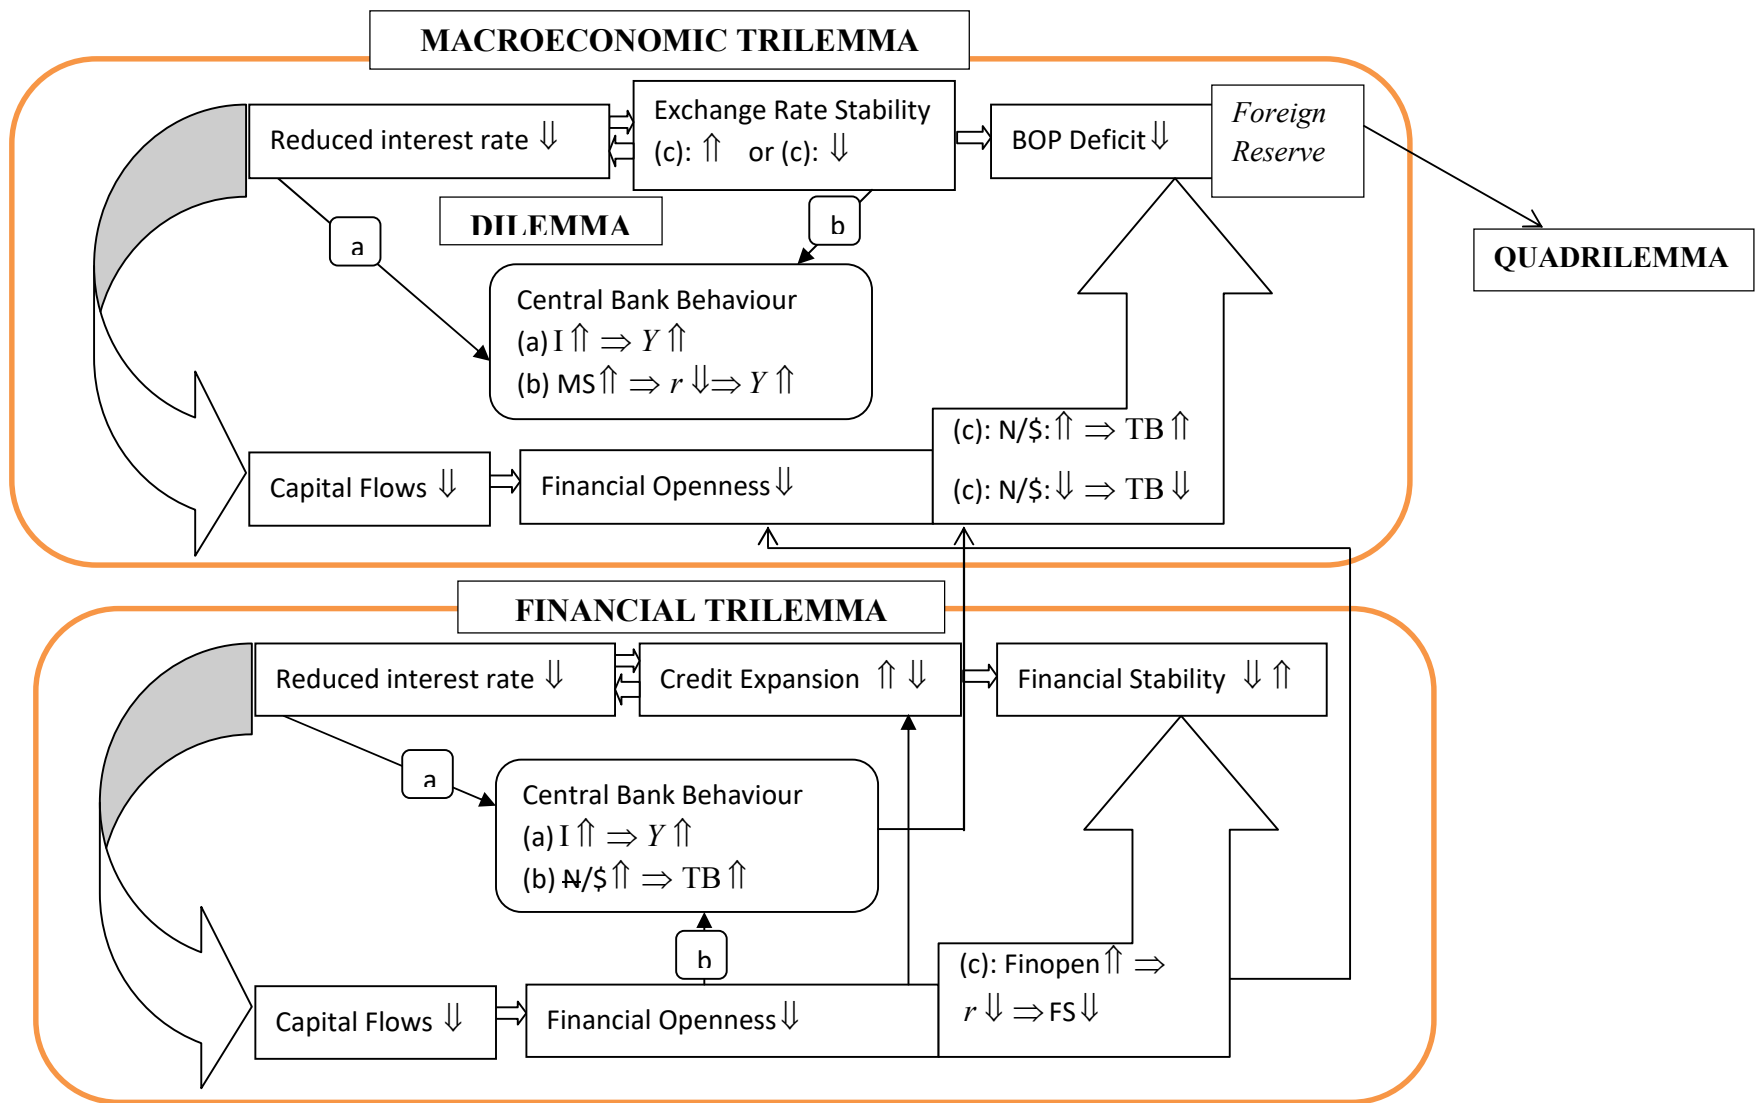 MACROECONOMIC TRILEMMA
Reduced interest rate ⇓
Exchange Rate Stability
(c): ⇑ or (c): ⇓
BOP Deficit ⇓
Foreign
Reserve
QUADRILEMMA
DILEMMA
a
b
Central Bank Behaviour
(a) I ⇑ ⇒ Y ⇑
(b) MS ⇑ ⇒ r ⇓ ⇒ Y ⇑
(c): N/$: ⇑ ⇒ TB ⇑
(c): N/$: ⇓ ⇒ TB ⇓
Capital Flows ⇓
Financial Openness ⇓
FINANCIAL TRILEMMA
Reduced interest rate ⇓
Credit Expansion ⇑ ⇓
Financial Stability ⇓ ⇑
a
Central Bank Behaviour
(a) I ⇑ ⇒ Y ⇑
(b) ₦/$ ⇑ ⇒ TB ⇑
b
(c): Finopen ⇑ ⇒
r ⇓ ⇒ FS ⇓
Capital Flows ⇓
Financial Openness ⇓